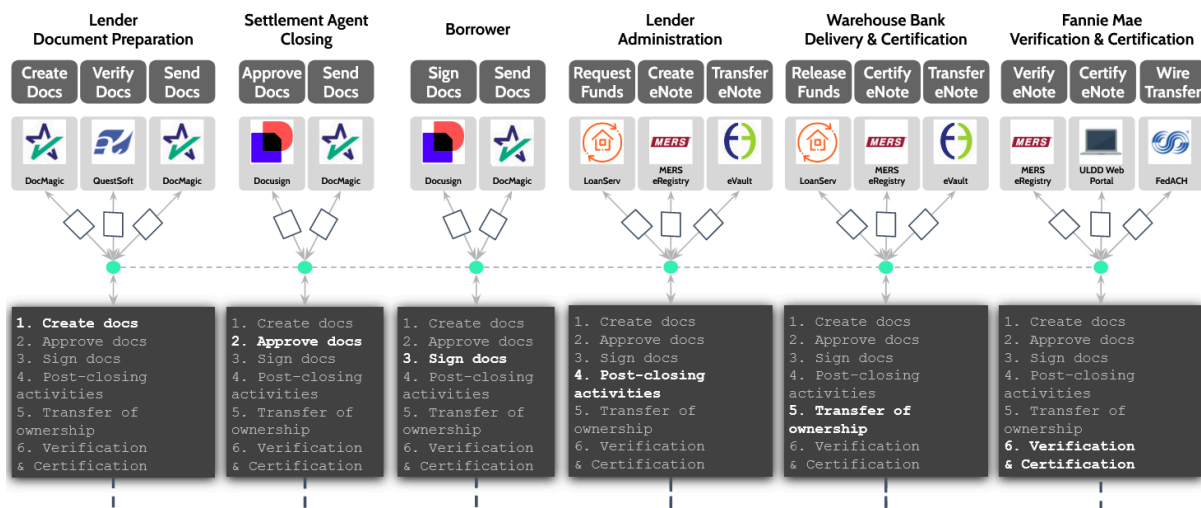 Lender
Document Preparation
Settlement Agent
Closing
Borrower
Lender
Administration
Warehouse Bank
Delivery & Certification
Fannie Mae
Verification & Certification
Create
Docs
Verify
Docs
Send
Docs
Approve
Docs
Send
Docs
Sign
Docs
Send
Docs
Request
Funds
Create
eNote
Transfer
eNote
Release
Funds
Certify
eNote
Transfer
eNote
Verify
eNote
Certify
eNote
Wire
Transfer
DocMagic
QuestSoft
DocMagic
Docusign
DocMagic
Docusign
DocMagic
LoanServ
MERS
MERS
eRegistry
eVault
LoanServ
MERS
MERS
eRegistry
eVault
MERS
MERS
eRegistry
ULDD Web
Portal
FedACH
1. Create docs
2. Approve docs
3. Sign docs
4. Post-closing
activities
5. Transfer of
ownership
6. Verification
& Certification
1. Create docs
2. Approve docs
3. Sign docs
4. Post-closing
activities
5. Transfer of
ownership
6. Verification
& Certification
1. Create docs
2. Approve docs
3. Sign docs
4. Post-closing
activities
5. Transfer of
ownership
6. Verification
& Certification
1. Create docs
2. Approve docs
3. Sign docs
4. Post-closing
activities
5. Transfer of
ownership
6. Verification
& Certification
1. Create docs
2. Approve docs
3. Sign docs
4. Post-closing
activities
5. Transfer of
ownership
6. Verification
& Certification
1. Create docs
2. Approve docs
3. Sign docs
4. Post-closing
activities
5. Transfer of
ownership
6. Verification
& Certification